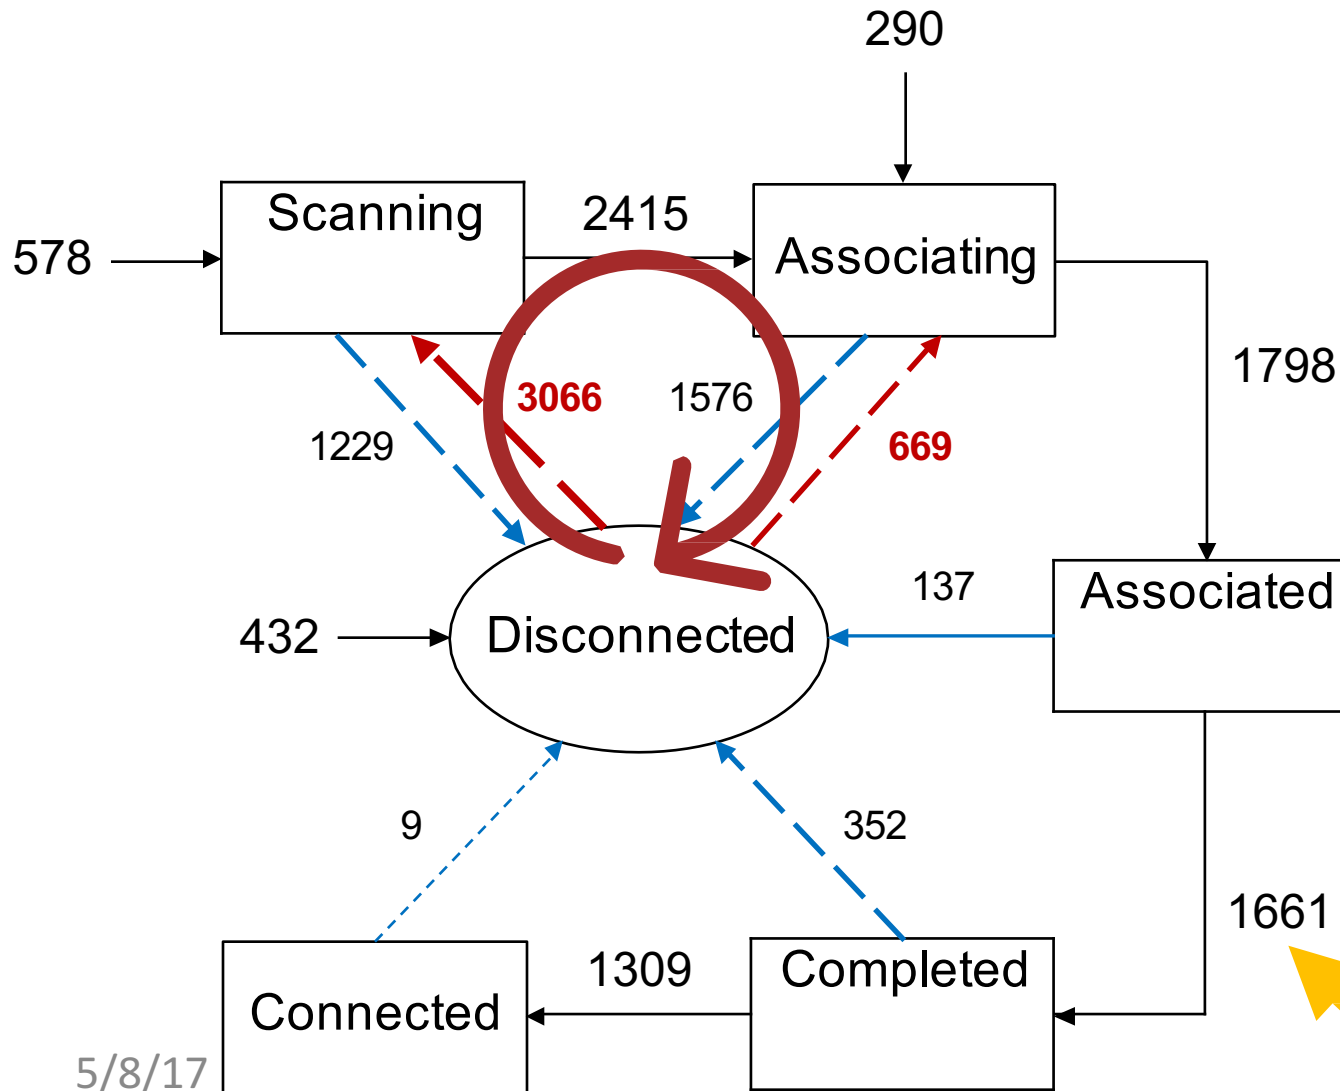 290
Scanning
2415
Associating
578
1798
3066
1576
1229
669
137
Associated
432
Disconnected
9
352
1661
1309
Completed
Connected
5/8/17